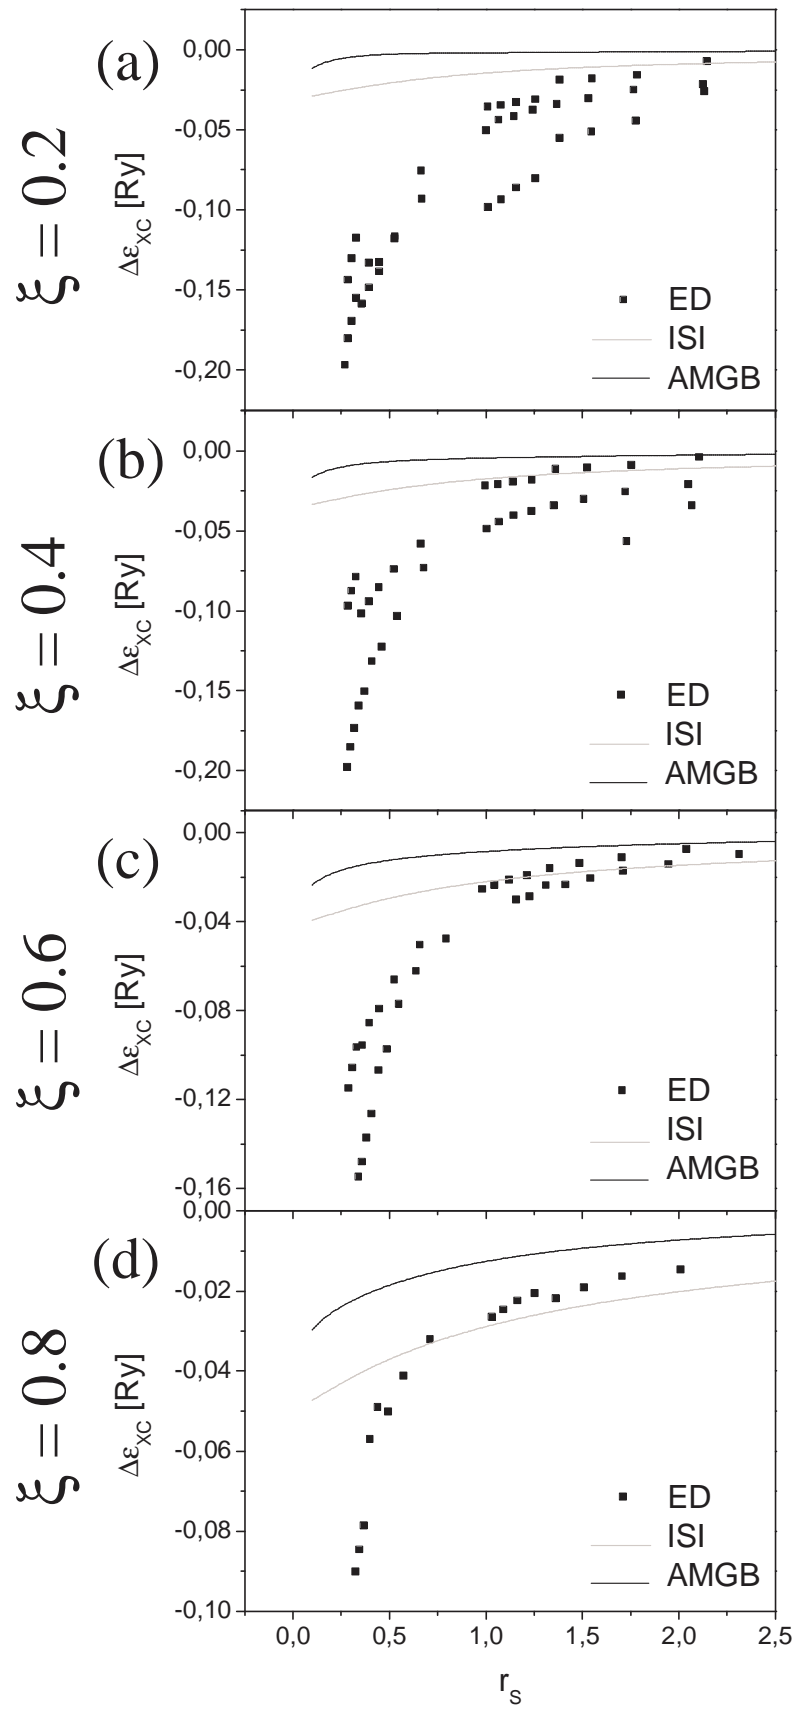 (a)
ξ = 0.2
Δε_XC [Ry]
0,00
-0,05
-0,10
-0,15
-0,20
ED
ISI
AMGB
(b)
ξ = 0.4
Δε_XC [Ry]
0,00
-0,05
-0,10
-0,15
-0,20
ED
ISI
AMGB
(c)
ξ = 0.6
Δε_XC [Ry]
0,00
-0,04
-0,08
-0,12
-0,16
ED
ISI
AMGB
(d)
ξ = 0.8
Δε_XC [Ry]
0,00
-0,02
-0,04
-0,06
-0,08
-0,10
ED
ISI
AMGB
0,0 0,5 1,0 1,5 2,0 2,5
r_S